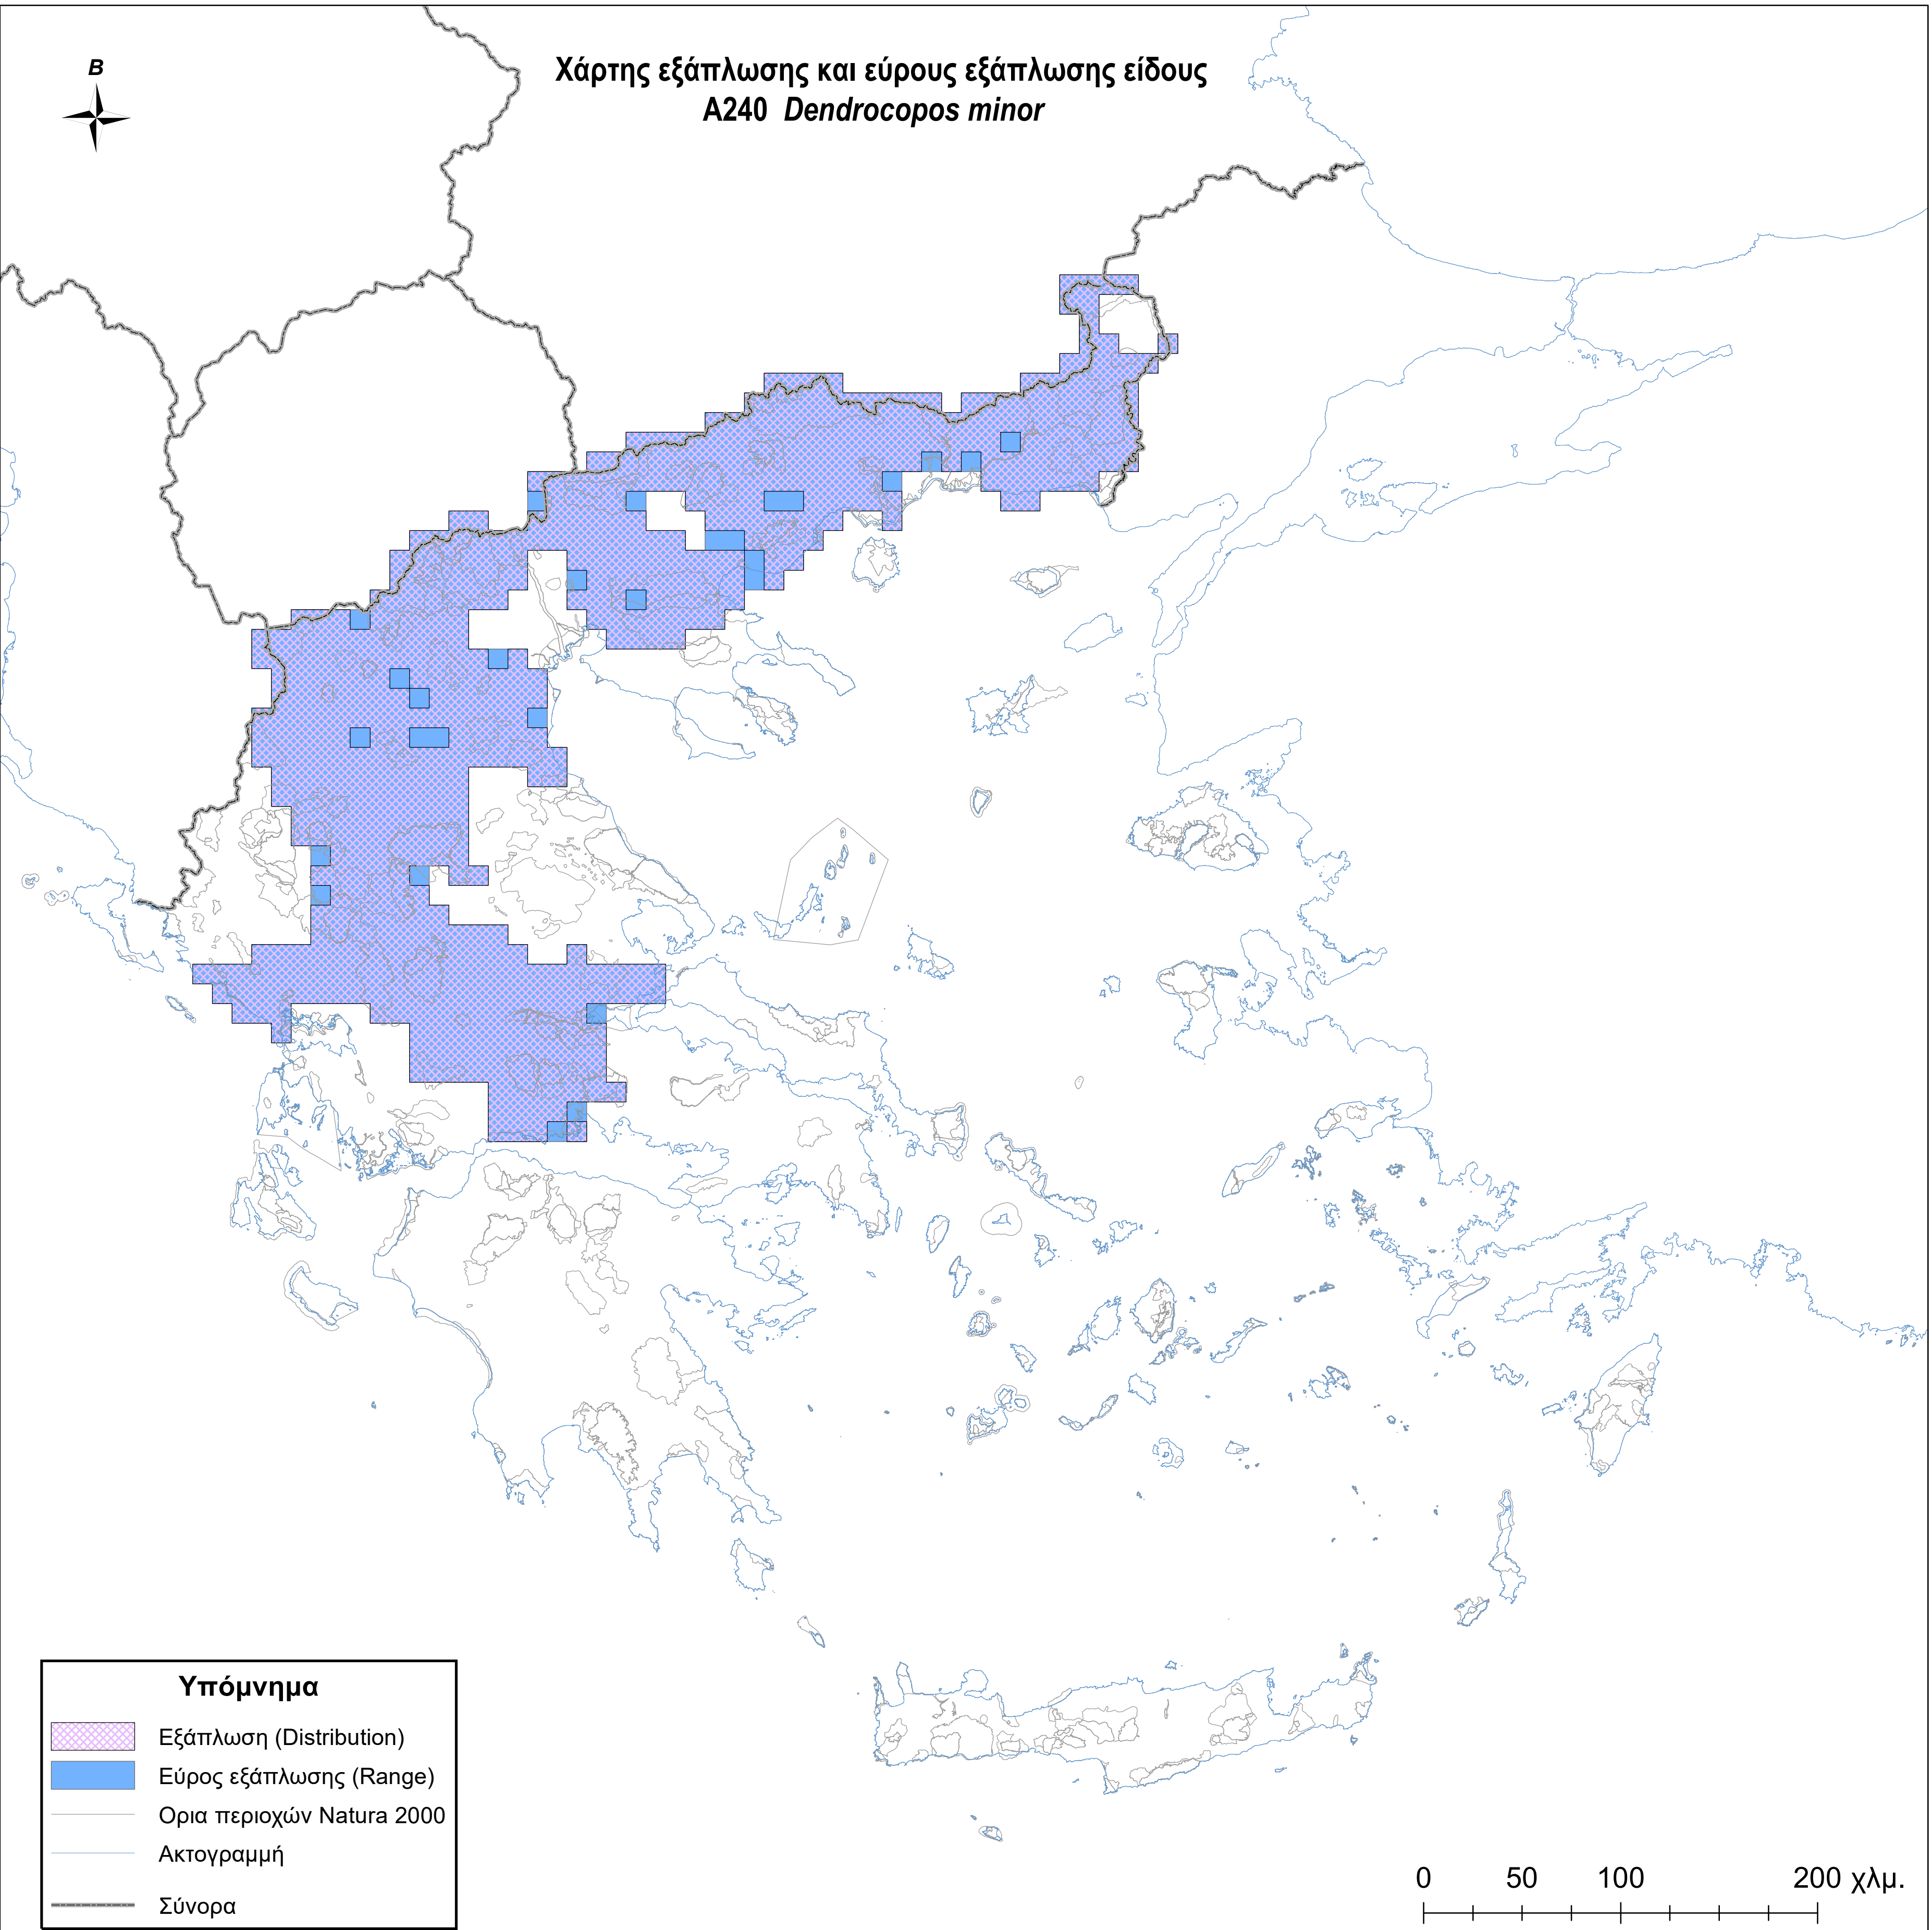 Χάρτης εξάπλωσης και εύρους εξάπλωσης είδους
A240 Dendrocopos minor
Β
Υπόμνημα
Εξάπλωση (Distribution)
Εύρος εξάπλωσης (Range)
Ορια περιοχών Natura 2000
Ακτογραμμή
Σύνορα
0 50 100 200 χλμ.